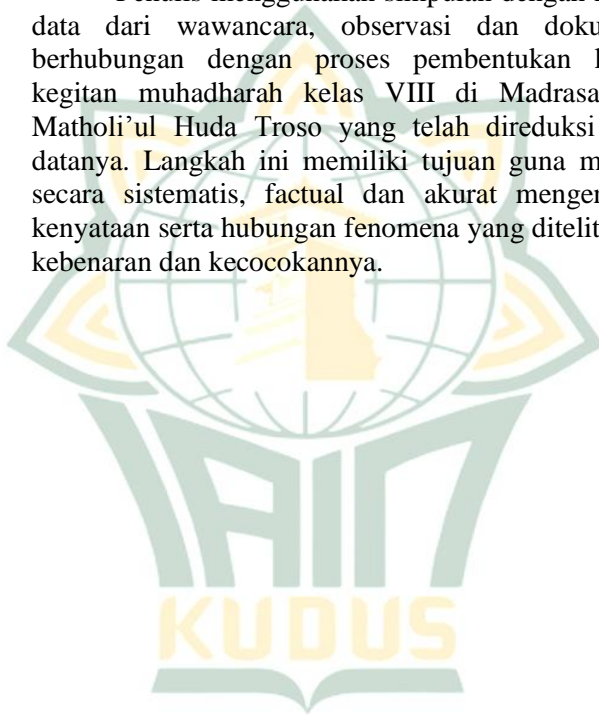 menggunakan simpulan dengan
data dari wawancara, observasi dan
berhubungan dengan proses pembentukan
kegitan muhadharah kelas VIII di
Matholi'ul Huda Troso yang telah direduksi
datanya. Langkah ini memiliki tujuan guna
secara sistematis, factual dan akurat
kenyataan serta hubungan fenomena yang
kebenaran dan kecocokannya.
IAIN
KUDUS